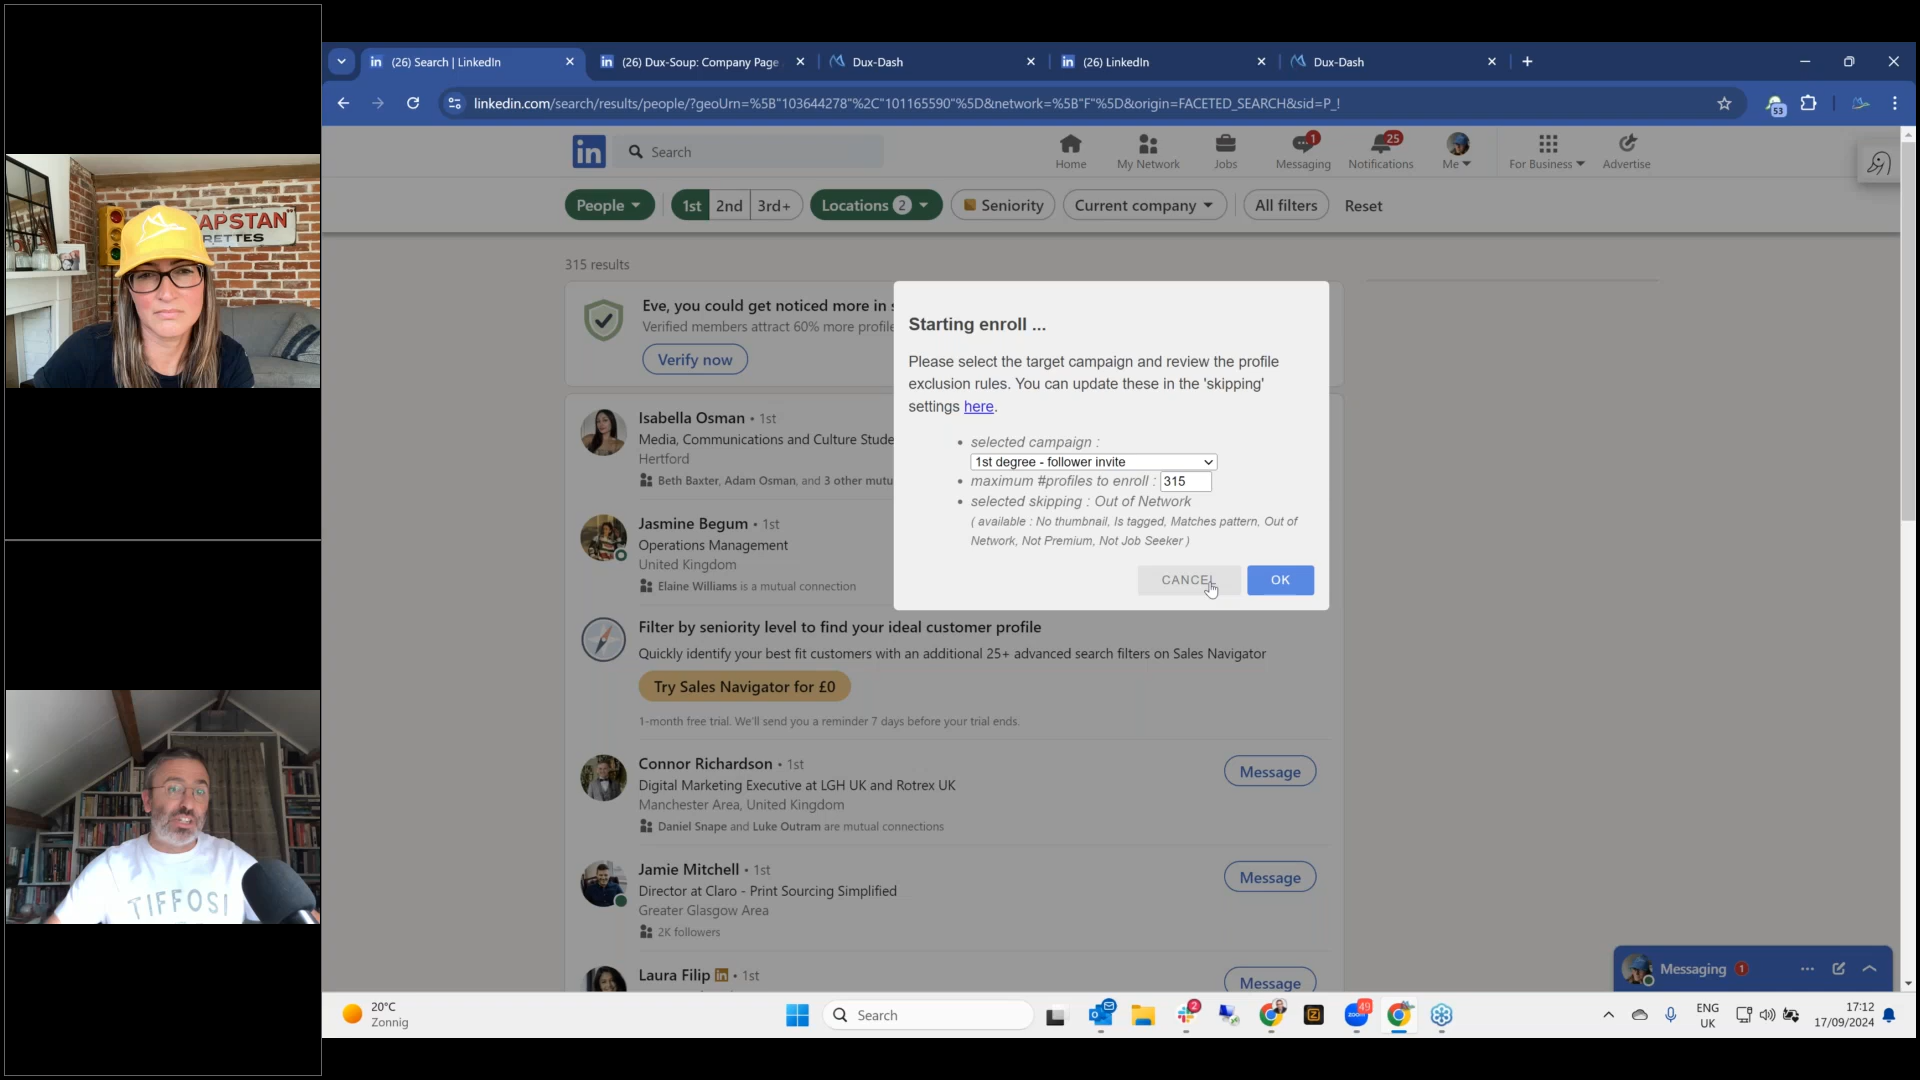 APSTAN"
RETTES
TIFFOSI
(26) Search | LinkedIn
(26) Dux-Soup: Company Page
Dux-Dash
(26) LinkedIn
Dux-Dash
linkedin.com/search/results/people/?geoUrn=%5B"103644278"%2C"101165590"%5D&network=%5B"F"%5D&origin=FACETED_SEARCH&sid=P_!
53
in
Search
Home
My Network
Jobs
1
Messaging
25
Notifications
Me
For Business
Advertise
People
1st
2nd
3rd+
Locations 2
Seniority
Current company
All filters
Reset
315 results
Eve, you could get noticed more in s
Verified members attract 60% more profile
Verify now
Isabella Osman • 1st
Media, Communications and Culture Stude
Hertford
Beth Baxter, Adam Osman, and 3 other mutu
Jasmine Begum • 1st
Operations Management
United Kingdom
Elaine Williams is a mutual connection
Filter by seniority level to find your ideal customer profile
Quickly identify your best fit customers with an additional 25+ advanced search filters on Sales Navigator
Try Sales Navigator for £0
1-month free trial. We'll send you a reminder 7 days before your trial ends.
Connor Richardson • 1st
Digital Marketing Executive at LGH UK and Rotrex UK
Manchester Area, United Kingdom
Daniel Snape and Luke Outram are mutual connections
Message
Jamie Mitchell • 1st
Director at Claro - Print Sourcing Simplified
Greater Glasgow Area
2K followers
Message
Laura Filip in • 1st
Message
Starting enroll ...
Please select the target campaign and review the profile
exclusion rules. You can update these in the 'skipping'
settings here.
• selected campaign :
1st degree - follower invite
• maximum #profiles to enroll : 315
• selected skipping : Out of Network
( available : No thumbnail, Is tagged, Matches pattern, Out of
Network, Not Premium, Not Job Seeker )
CANCEL
OK
Messaging 1
20°C
Zonnig
Search
2
zoom
49
ENG
UK
17:12
17/09/2024